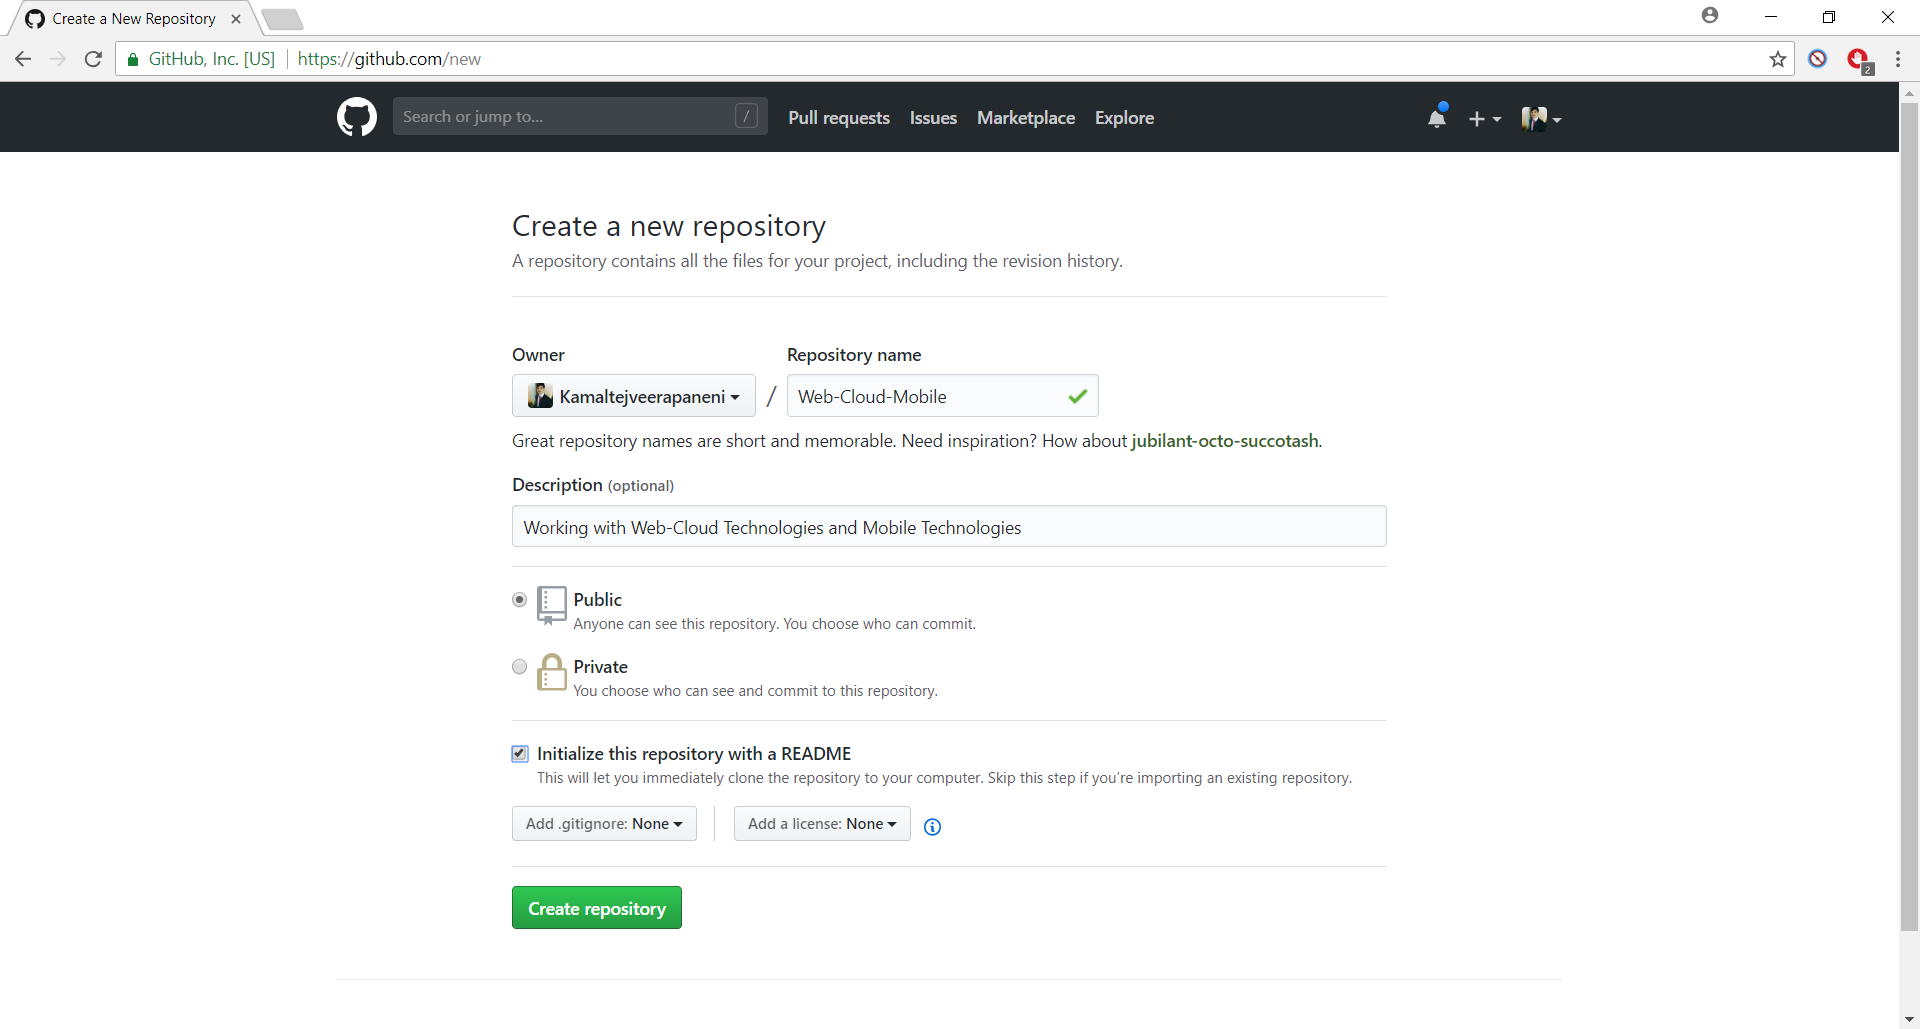 Create a New Repository
GitHub, Inc. [US] https://github.com/new
2
Search or jump to... / Pull requests Issues Marketplace Explore
Create a new repository
A repository contains all the files for your project, including the revision history.
Owner Repository name
Kamaltejveerapaneni / Web-Cloud-Mobile
Great repository names are short and memorable. Need inspiration? How about jubilant-octo-succotash.
Description (optional)
Working with Web-Cloud Technologies and Mobile Technologies
Public
Anyone can see this repository. You choose who can commit.
Private
You choose who can see and commit to this repository.
Initialize this repository with a README
This will let you immediately clone the repository to your computer. Skip this step if you’re importing an existing repository.
Add .gitignore: None Add a license: None
Create repository